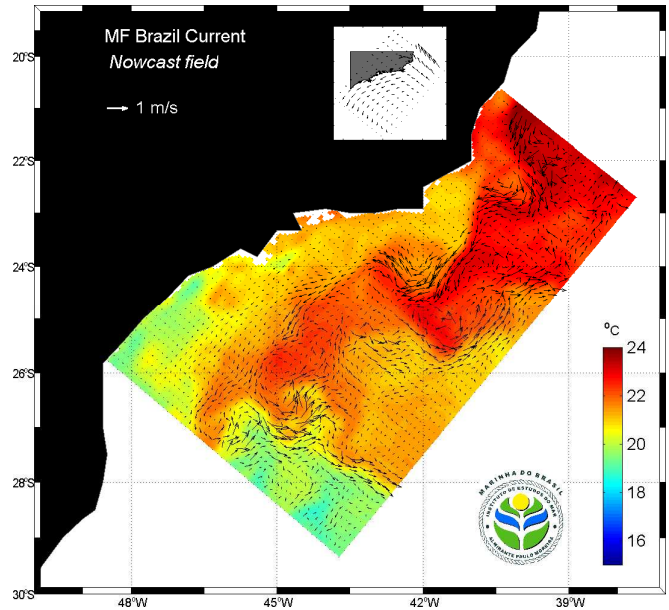 MF Brazil Current
Nowcast field
1 m/s
20°S
22°S
24°S
26°S
28°S
30°S
48°W
45°W
42°W
39°W
°C
24
22
20
18
16
MARINHA DO BRASIL
INSTITUTO DE ESTUDOS DO MAR
ALMIRANTE PAULO MOREIRA